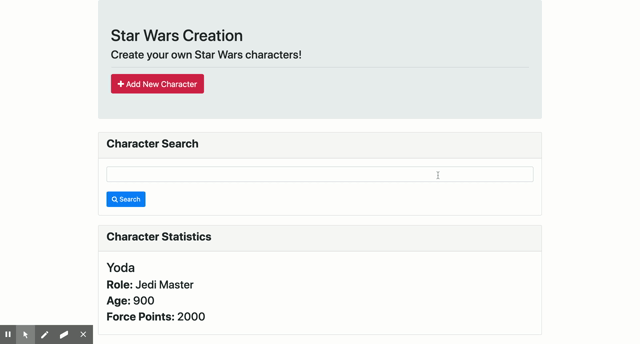 Star Wars Creation
Create your own Star Wars characters!
Add New Character
Character Search
Search
Character Statistics
Yoda
Role: Jedi Master
Age: 900
Force Points: 2000